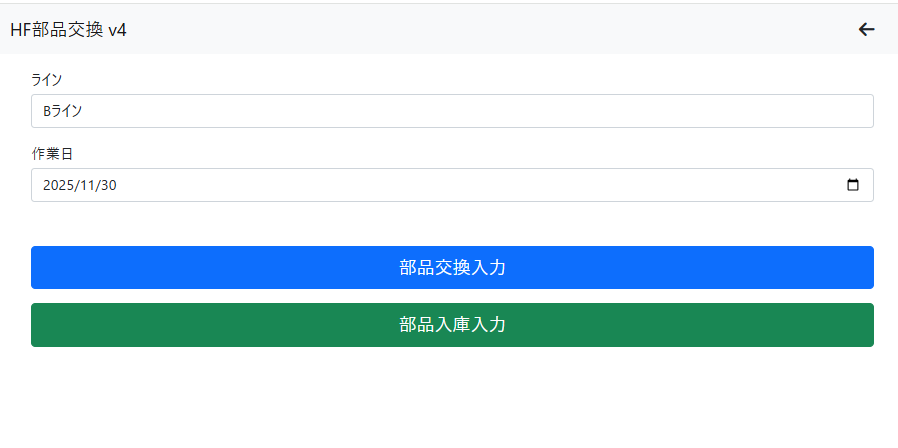 HF部品交換 v4
ライン
Bライン
作業日
2025/11/30
部品交換入力
部品入庫入力